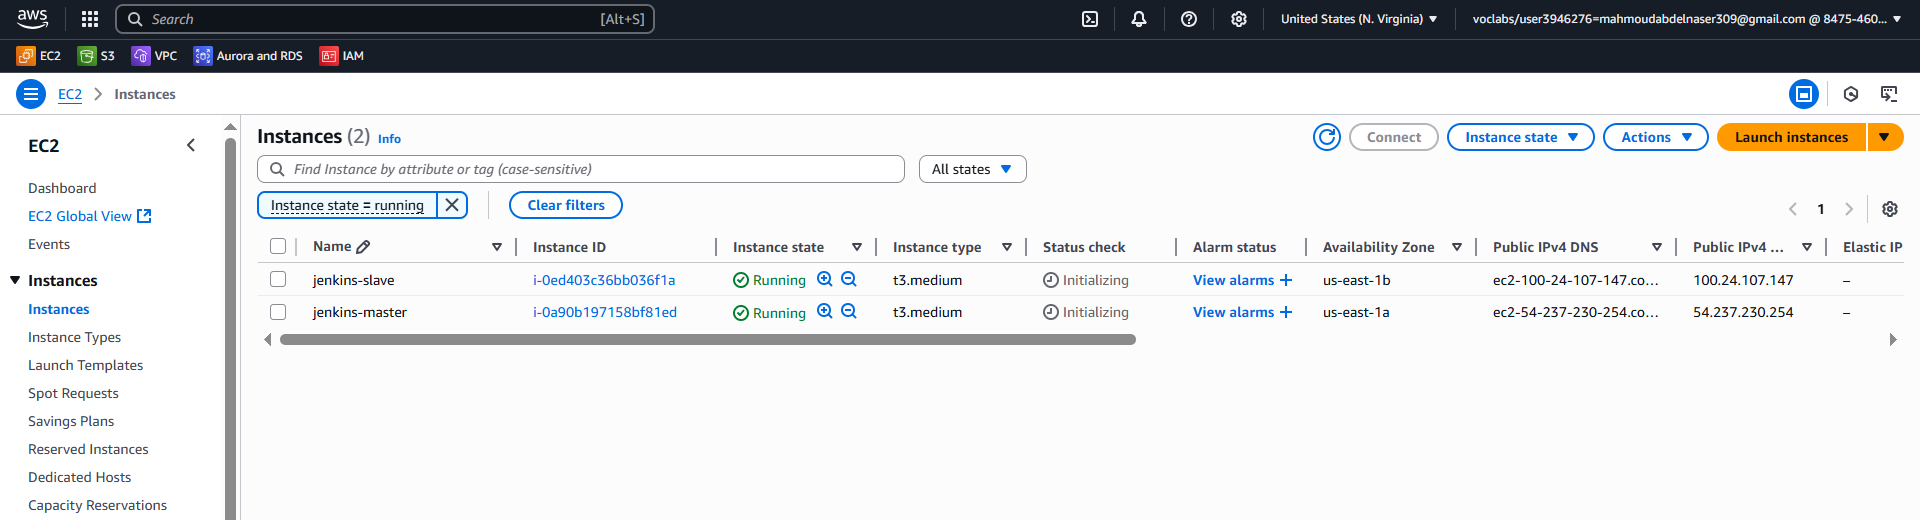 aws
Search [Alt+S]
United States (N. Virginia)
voclabs/user3946276=mahmoudabdelnaser309@gmail.com @ 8475-460...
EC2 S3 VPC Aurora and RDS IAM
EC2 > Instances
EC2
Dashboard
EC2 Global View
Events
Instances
Instances
Instance Types
Launch Templates
Spot Requests
Savings Plans
Reserved Instances
Dedicated Hosts
Capacity Reservations
Instances (2) Info
Connect Instance state Actions Launch instances
Find Instance by attribute or tag (case-sensitive) All states
Instance state = running Clear filters
1
Name Instance ID Instance state Instance type Status check Alarm status Availability Zone Public IPv4 DNS Public IPv4 ... Elastic IP
jenkins-slave i-0ed403c36bb036f1a Running t3.medium Initializing View alarms + us-east-1b ec2-100-24-107-147.co... 100.24.107.147 –
jenkins-master i-0a90b197158bf81ed Running t3.medium Initializing View alarms + us-east-1a ec2-54-237-230-254.co... 54.237.230.254 –